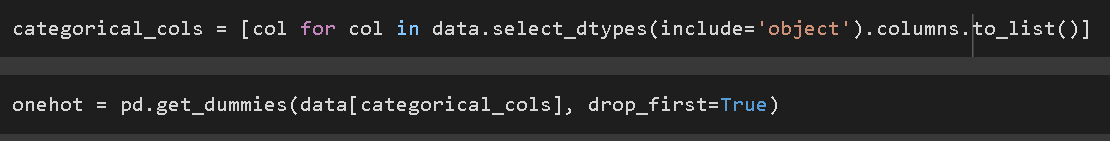 categorical_cols = [col for col in data.select_dtypes(include='object').columns.to_list()]
onehot = pd.get_dummies(data[categorical_cols], drop_first=True)